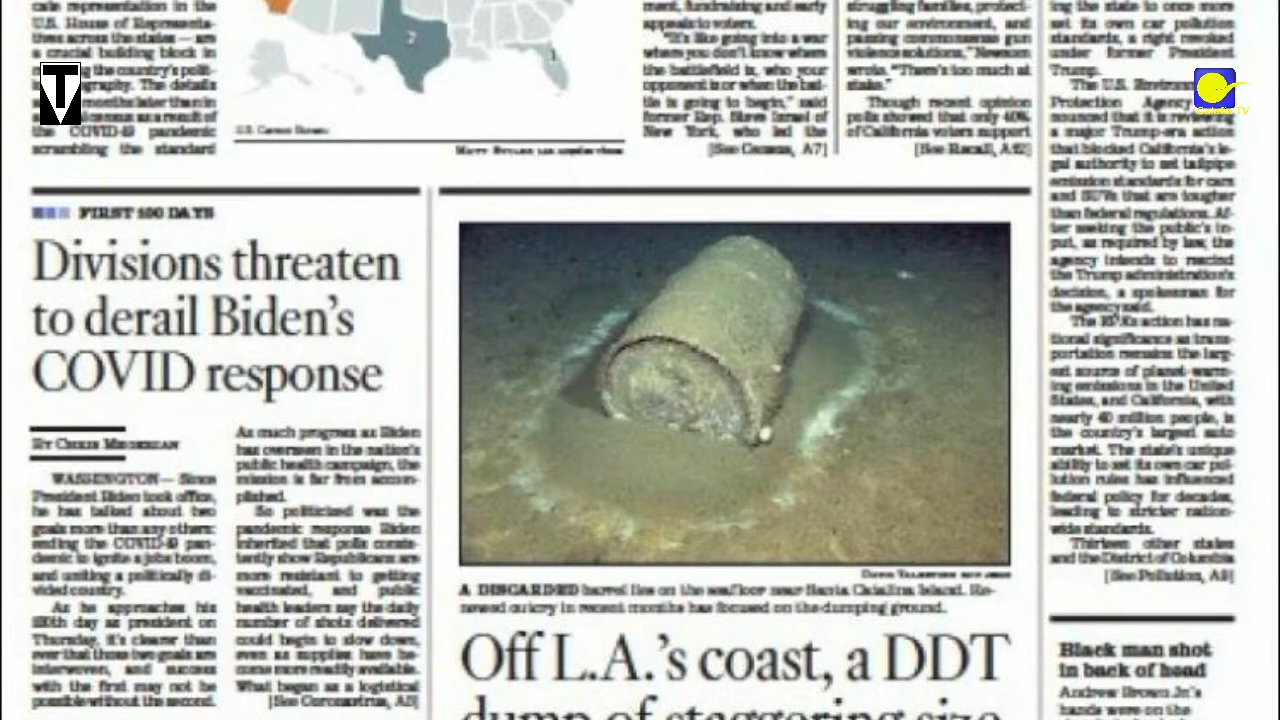 cate representation in the
U.S. House of Representa-
tives across the states — are
a crucial building block in
the country's polit-
The details
months later than in
census as a result of
the COVID-19 pandemic
scrambling the standard
2
1
U.S. Census Bureau
ment, fundraising and early
appeals to voters.
"It's like going into a war
where you don't know where
the battlefield is, who your
opponent is or when the bat-
tle is going to begin," said
former Rep. Steve Israel of
New York, who led the
[See Census, A7]
struggling families, protect-
ing our environment, and
passing commonsense gun
violence solutions," Newsom
wrote. "There's too much at
stake."
Though recent opinion
polls showed that only 40%
of California voters support
[See Recall, A12]
ing the state to once more
set its own car pollution
standards, a right revoked
under former President
Trump.
The U.S. Environ
Protection Agency
nounced that it is reviewing
a major Trump-era action
that blocked California's le-
gal authority to set tailpipe
emission standards for cars
and SUVs that are tougher
than federal regulations. Af-
ter seeking the public's in-
put, as required by law, the
agency intends to rescind
the Trump administration's
decision, a spokesman for
the agency said.
The EPA's action has na-
tional significance as trans-
portation remains the larg-
est source of planet-warm-
ing emissions in the United
States, and California, with
nearly 40 million people, is
the country's largest auto
market. The state's unique
ability to set its own car pol-
lution rules has influenced
federal policy for decades,
leading to stricter nation-
wide standards.
Thirteen other states
and the District of Columbia
[See Pollution, A9]
FIRST 100 DAYS
Divisions threaten
to derail Biden's
COVID response
By Chris Megerian
WASHINGTON — Since
President Biden took office,
he has talked about two
goals more than any others:
ending the COVID-19 pan-
demic to ignite a jobs boom,
and uniting a politically di-
vided country.
As he approaches his
100th day as president on
Thursday, it's clearer than
ever that those two goals are
interwoven, and success
with the first may not be
possible without the second.
As much progress as Biden
has overseen in the nation's
public health campaign, the
mission is far from accom-
plished.
So politicized was the
pandemic response Biden
inherited that polls consis-
tently show Republicans are
more resistant to getting
vaccinated, and public
health leaders say the daily
number of shots delivered
could begin to slow down,
even as supplies have be-
come more readily available.
What began as a logistical
[See Coronavirus, A5]
A DISCARDED barrel lies on the seafloor near Santa Catalina Island. Re-
newed outcry in recent months has focused on the dumping ground.
Off L.A.'s coast, a DDT
dump of staggering size
Black man shot
in back of head
Andrew Brown Jr.'s
hands were on the